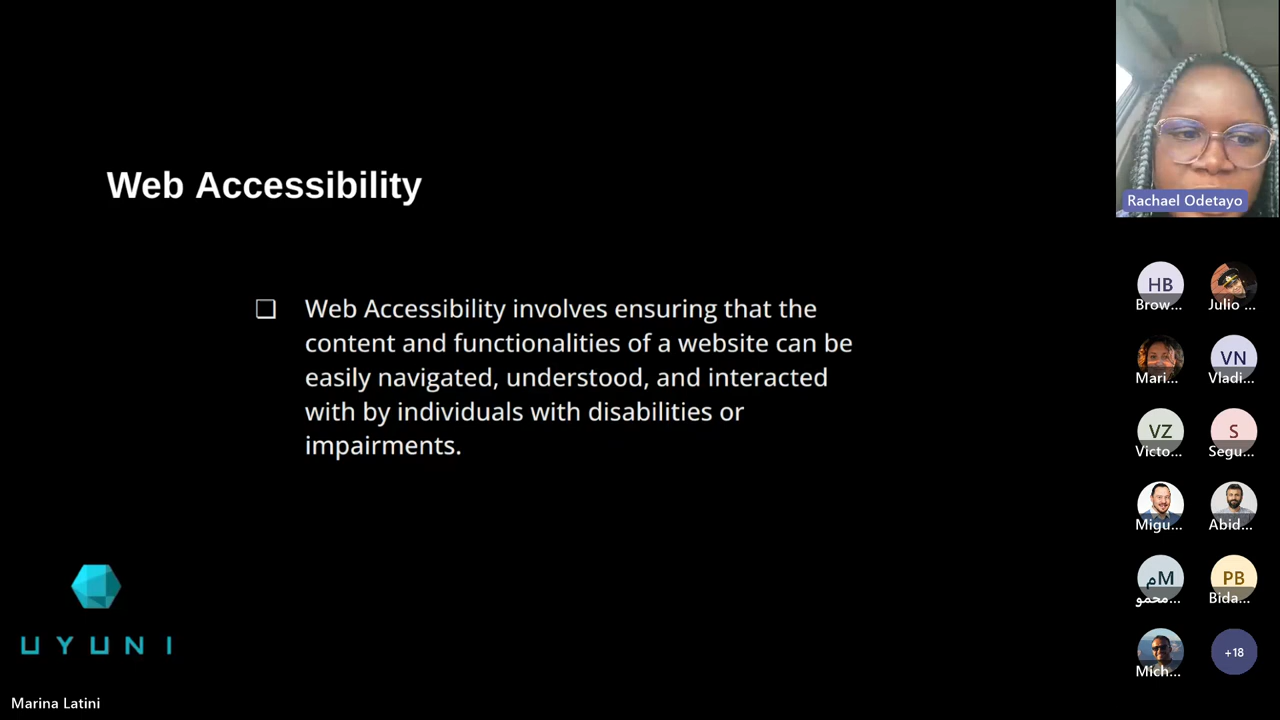 Web Accessibility
❏ Web Accessibility involves ensuring that the
content and functionalities of a website can be
easily navigated, understood, and interacted
with by individuals with disabilities or
impairments.
UYUNI
Marina Latini
Rachael Odetayo
HB
Brow...
Julio ...
Mari...
VN
Vladi...
VZ
Victo...
S
Segu...
Migu...
Abid...
مM
محمو...
PB
Bida...
Mich...
+18